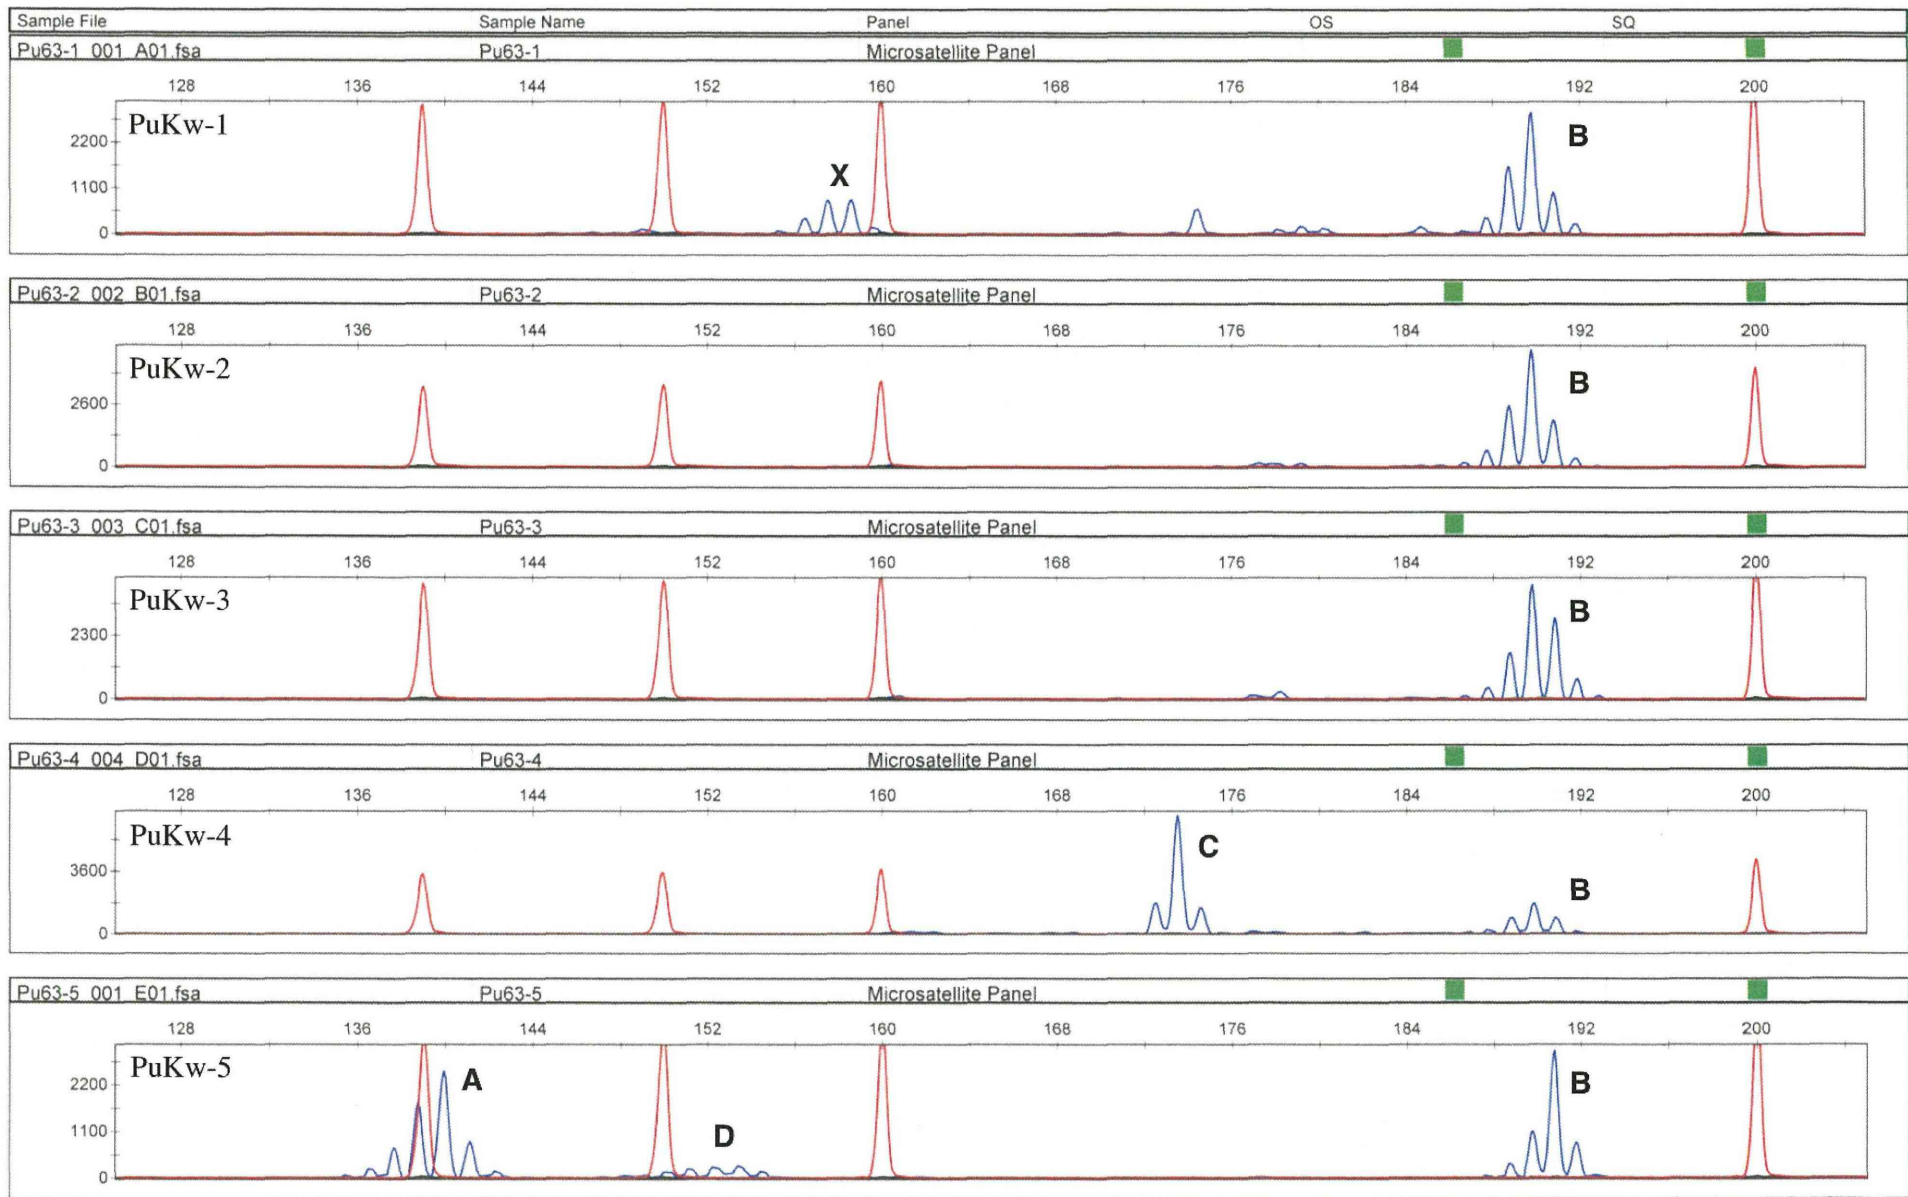 Sample File Sample Name Panel OS SQ
Pu63-1_001_A01.fsa Pu63-1 Microsatellite Panel
128 136 144 152 160 168 176 184 192 200
PuKw-1
B
2200
X
1100
0
Pu63-2_002_B01.fsa Pu63-2 Microsatellite Panel
128 136 144 152 160 168 176 184 192 200
PuKw-2
B
2600
0
Pu63-3_003_C01.fsa Pu63-3 Microsatellite Panel
128 136 144 152 160 168 176 184 192 200
PuKw-3
B
2300
0
Pu63-4_004_D01.fsa Pu63-4 Microsatellite Panel
128 136 144 152 160 168 176 184 192 200
PuKw-4
C
3600
B
0
Pu63-5_001_E01.fsa Pu63-5 Microsatellite Panel
128 136 144 152 160 168 176 184 192 200
PuKw-5
A B
2200
1100 D
0